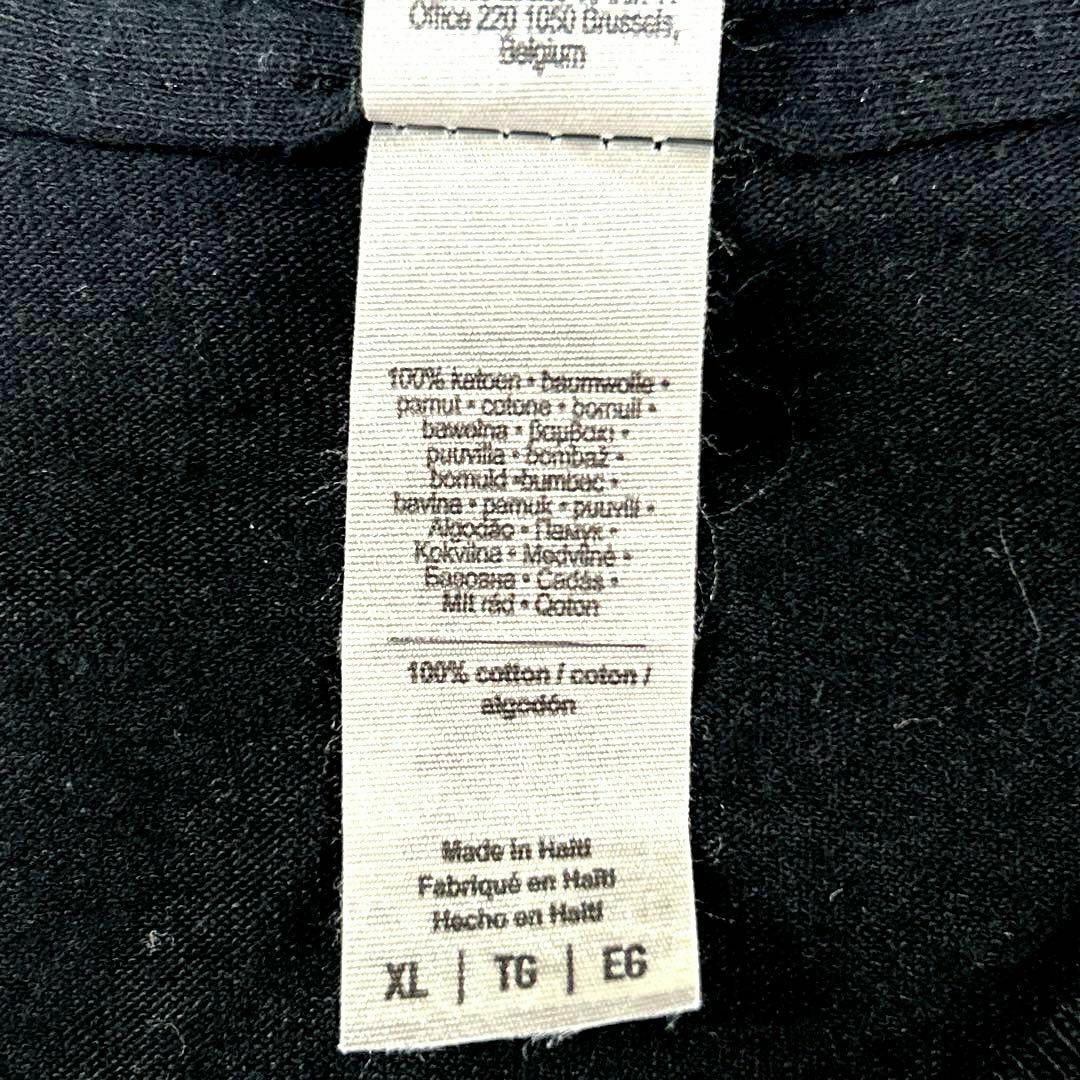 Office 220 1050 Brussels,
Belgium
100% katoen • baumwolle •
pamut • cotone • bomull •
bawełna • βαμβακι •
puuvilla • bombaž •
bomuld •bumbac •
bavlna • pamuk • puuvill •
Algodão • Памук •
Kokvilna • Medvilnė •
Бавовна • Cadás •
Mit rád • Qoton
100% cotton / coton /
algodón
Made in Haiti
Fabriqué en Haïti
Hecho en Haití
XL | TG | EG